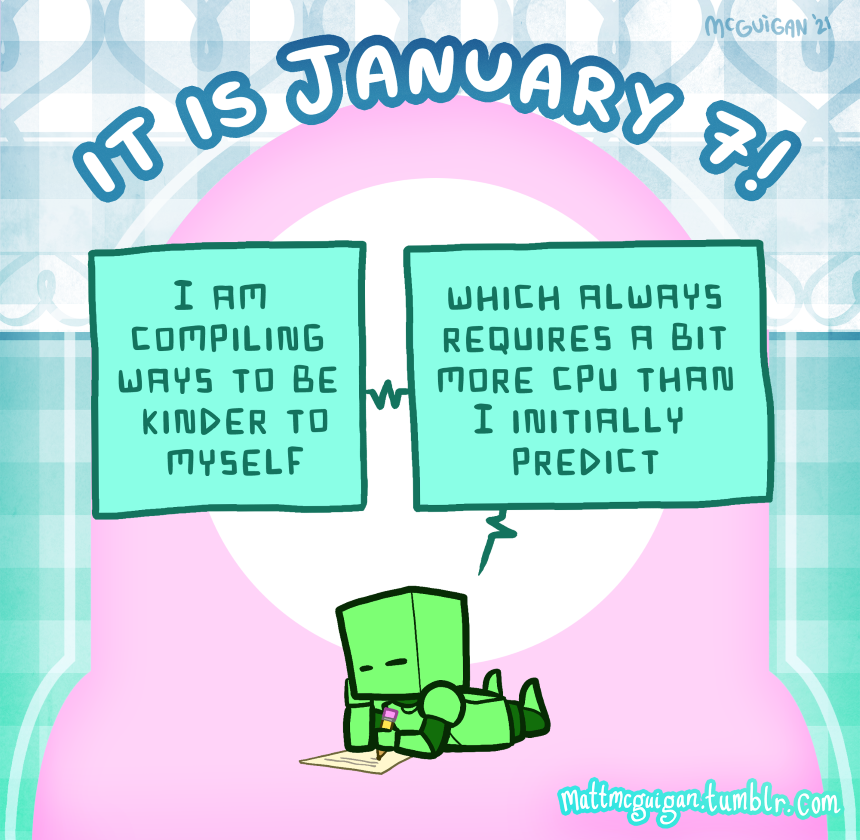 McGUiGAN '21
IT IS JANUARY 7!
I AM
COMPILING
WAYS TO BE
KINDER TO
MYSELF
WHICH ALWAYS
REQUIRES A BIT
MORE CPU THAN
I INITIALLY
PREDICT
mattmcguigan.tumblr.com